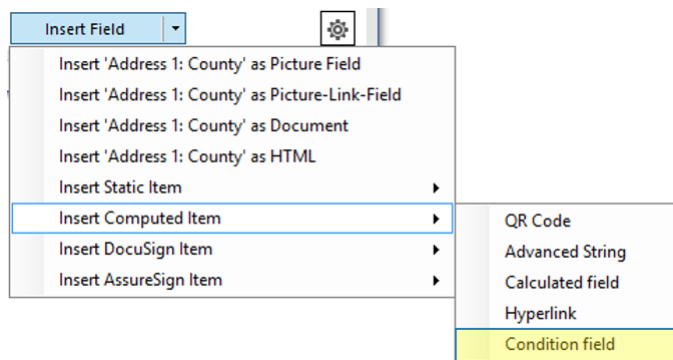 Insert Field
Insert 'Address 1: County' as Picture Field
Insert 'Address 1: County' as Picture-Link-Field
Insert 'Address 1: County' as Document
Insert 'Address 1: County' as HTML
Insert Static Item
Insert Computed Item
Insert DocuSign Item
Insert AssureSign Item
QR Code
Advanced String
Calculated field
Hyperlink
Condition field